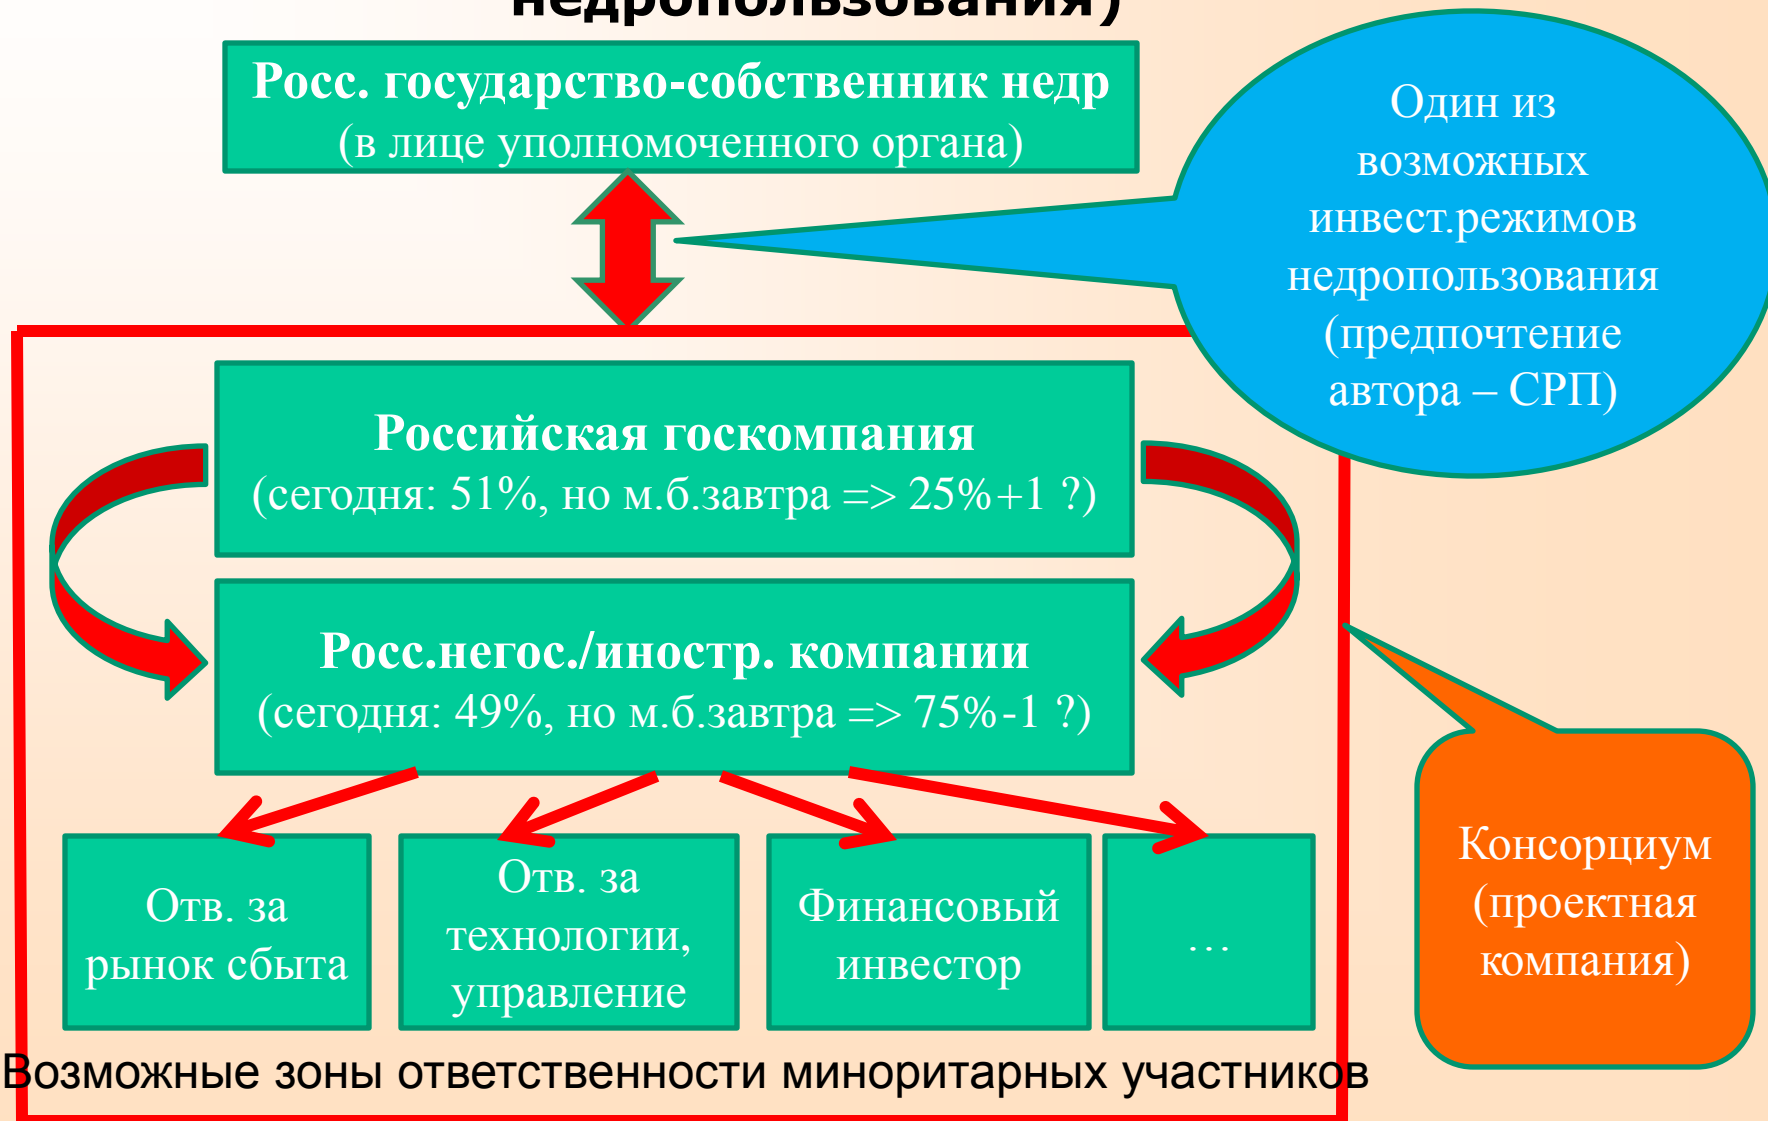 недропользования)
Росс. государство-собственник недр
(в лице уполномоченного органа)
Один из
возможных
инвест.режимов
недропользования
(предпочтение
автора – СРП)
Российская госкомпания
(сегодня: 51%, но м.б.завтра => 25%+1 ?)
Росс.негос./иностр. компании
(сегодня: 49%, но м.б.завтра => 75%-1 ?)
Отв. за
рынок сбыта
Отв. за
технологии,
управление
Финансовый
инвестор
…
Консорциум
(проектная
компания)
Возможные зоны ответственности миноритарных участников